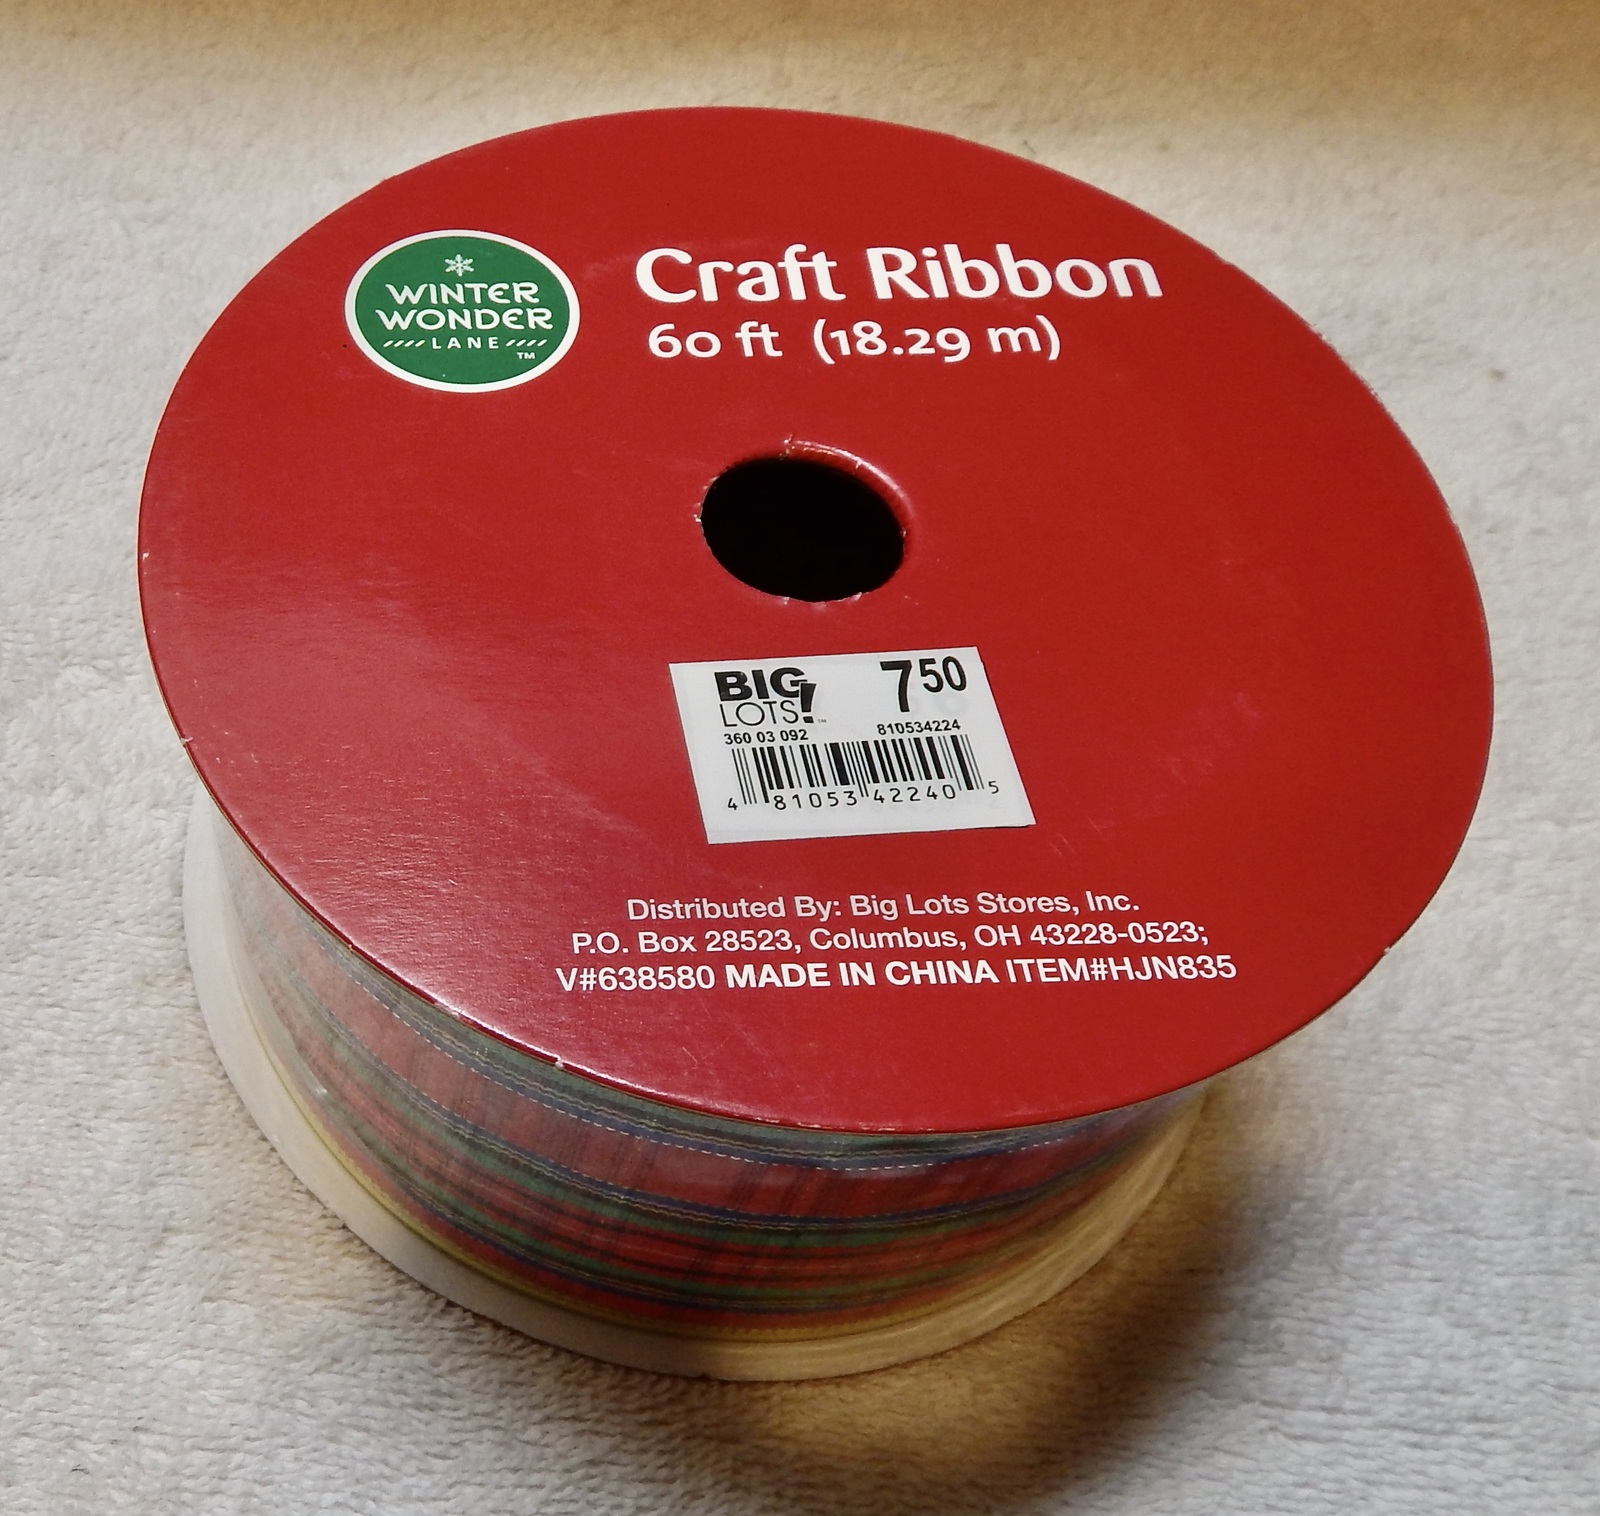 WINTER
WONDER
LANE
™
Craft Ribbon
60 ft (18.29 m)
BIG
LOTS!™
7 50
360 03 092
810534224
4 81053 42240 5
Distributed By: Big Lots Stores, Inc.
P.O. Box 28523, Columbus, OH 43228-0523;
V#638580 MADE IN CHINA ITEM#HJN835